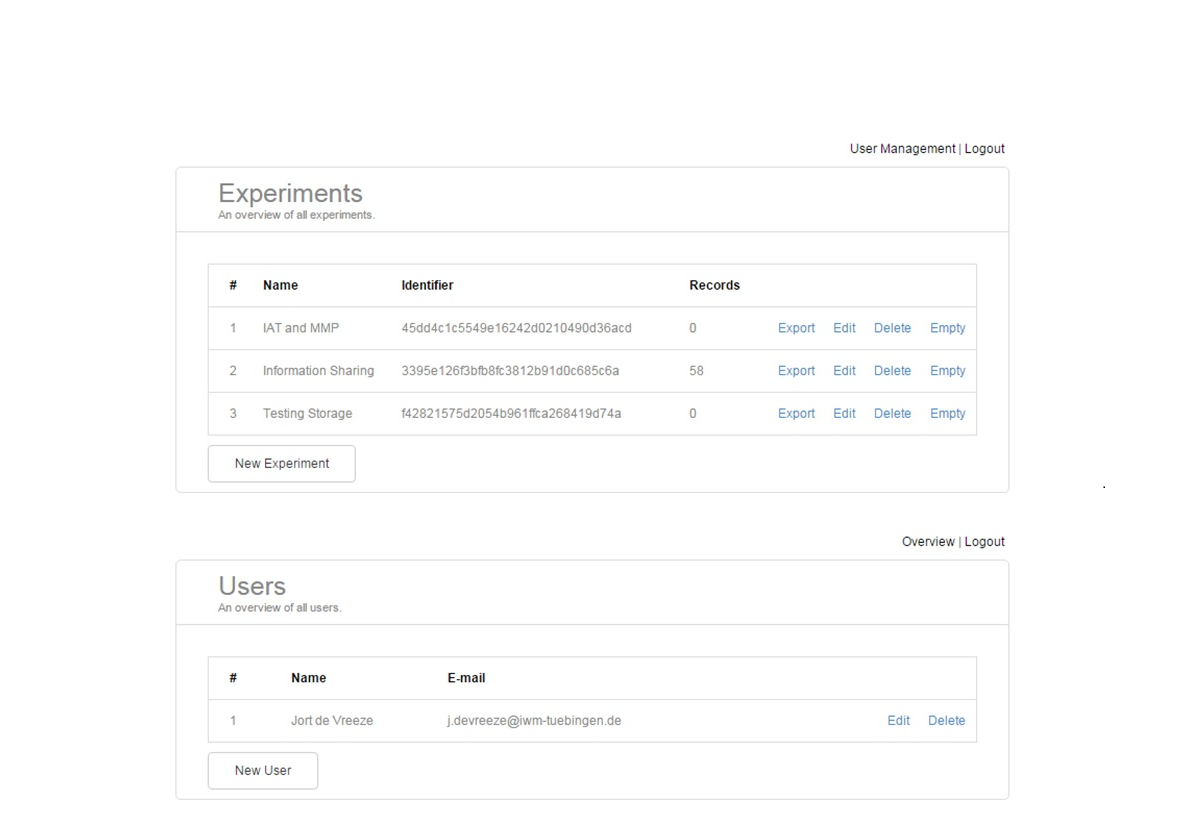 User Management | Logout
Experiments
An overview of all experiments.
# Name Identifier Records
1 IAT and MMP 45dd4c1c5549e16242d0210490d36acd 0 Export Edit Delete Empty
2 Information Sharing 3395e126f3bfb8fc3812b91d0c685c6a 58 Export Edit Delete Empty
3 Testing Storage f42821575d2054b961ffca268419d74a 0 Export Edit Delete Empty
New Experiment
.
Overview | Logout
Users
An overview of all users.
# Name E-mail
1 Jort de Vreeze j.devreeze@iwm-tuebingen.de Edit Delete
New User